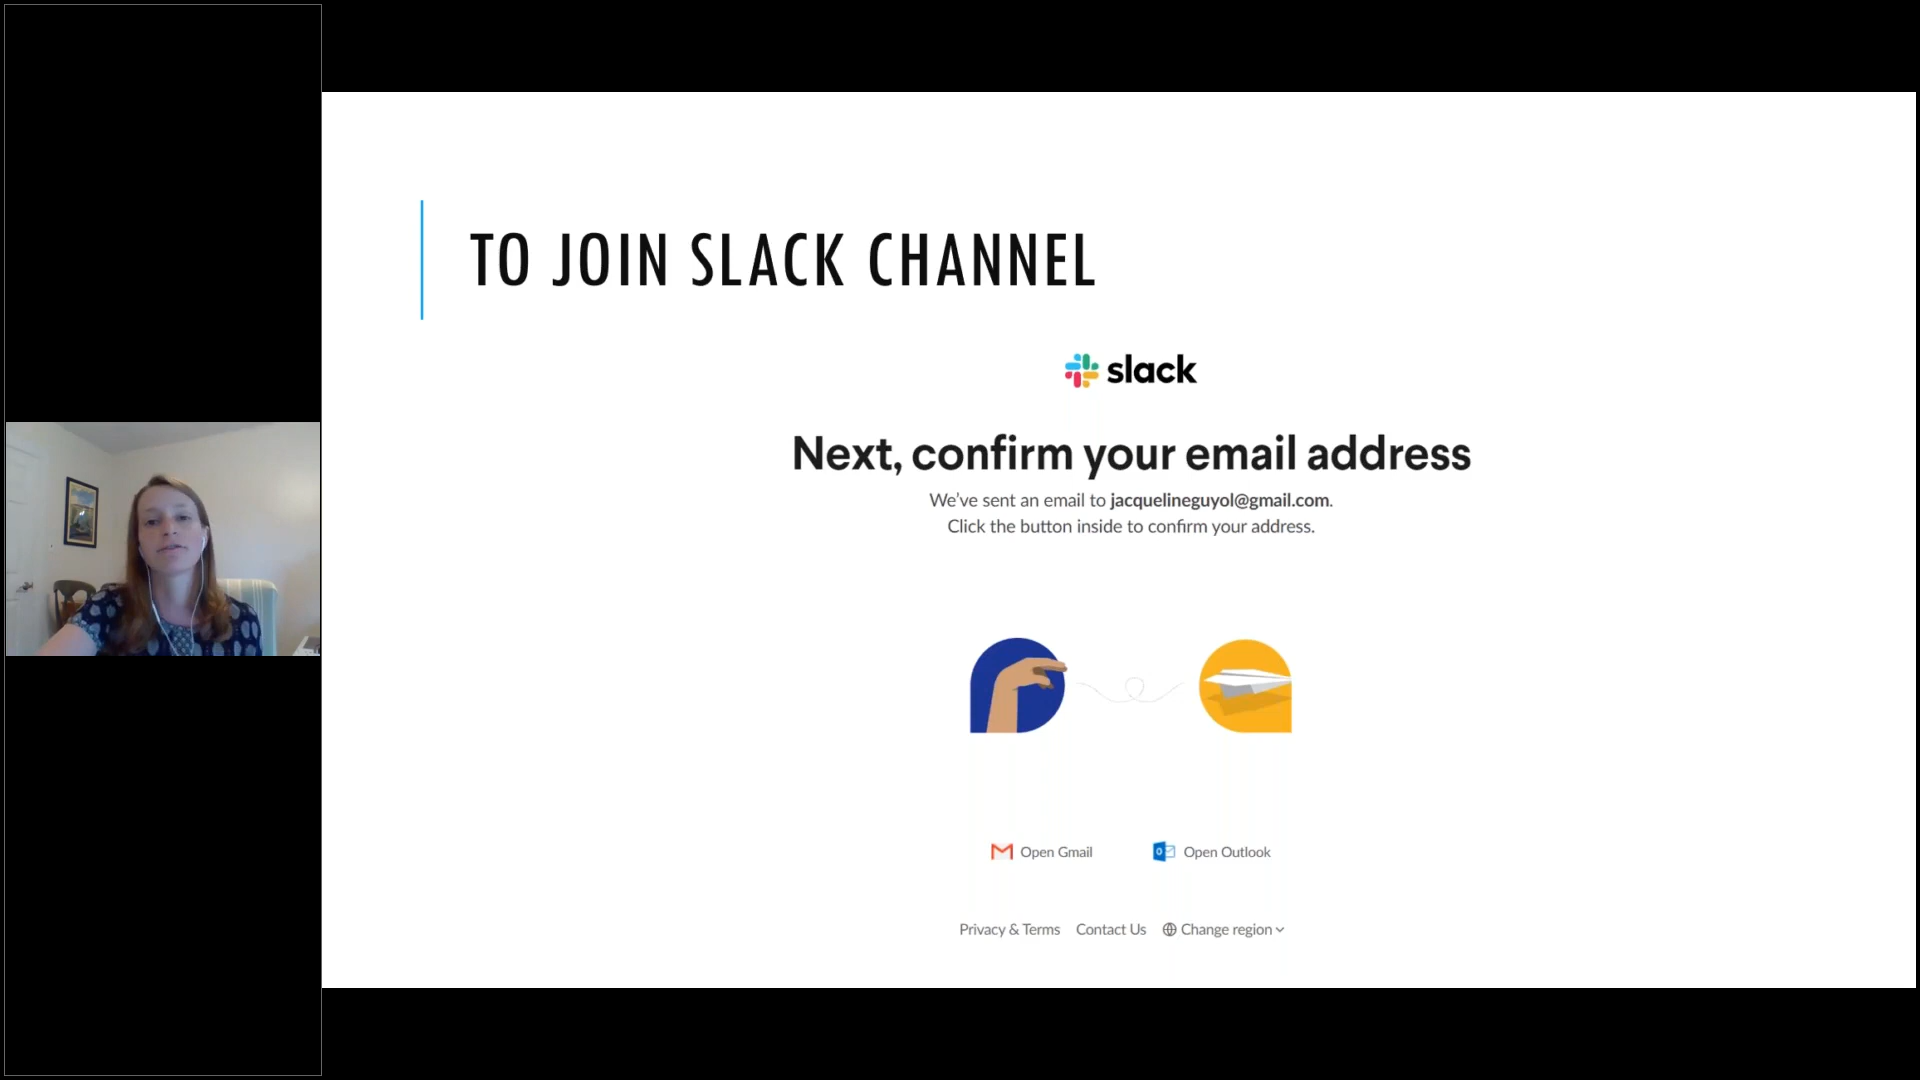 TO JOIN SLACK CHANNEL
slack
Next, confirm your email address
We've sent an email to jacquelineguyol@gmail.com.
Click the button inside to confirm your address.
Open Gmail
Open Outlook
Privacy & Terms
Contact Us
Change region